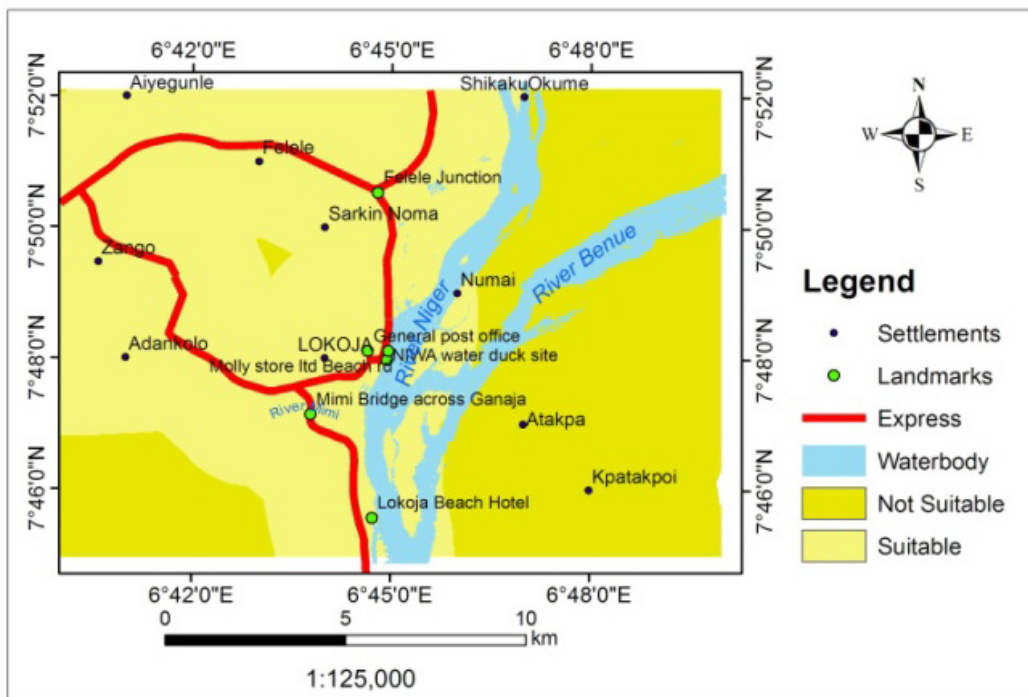 6°42'0"E 6°45'0"E 6°48'0"E
7°52'0"N
7°50'0"N
7°48'0"N
7°46'0"N
Aiyegunle
ShikakuOkume
Felele
Felele Junction
Sarkin Noma
Zango
Numai
River Benue
River Niger
General post office
LOKOJA
Adankolo
NIWA water duck site
Molly store ltd Beach rd
Mimi Bridge across Ganaja
River Mimi
Atakpa
Kpatakpoi
Lokoja Beach Hotel
7°52'0"N
7°50'0"N
7°48'0"N
7°46'0"N
6°42'0"E 6°45'0"E 6°48'0"E
0 5 10
km
1:125,000
N
W E
S
Legend
Settlements
Landmarks
Express
Waterbody
Not Suitable
Suitable